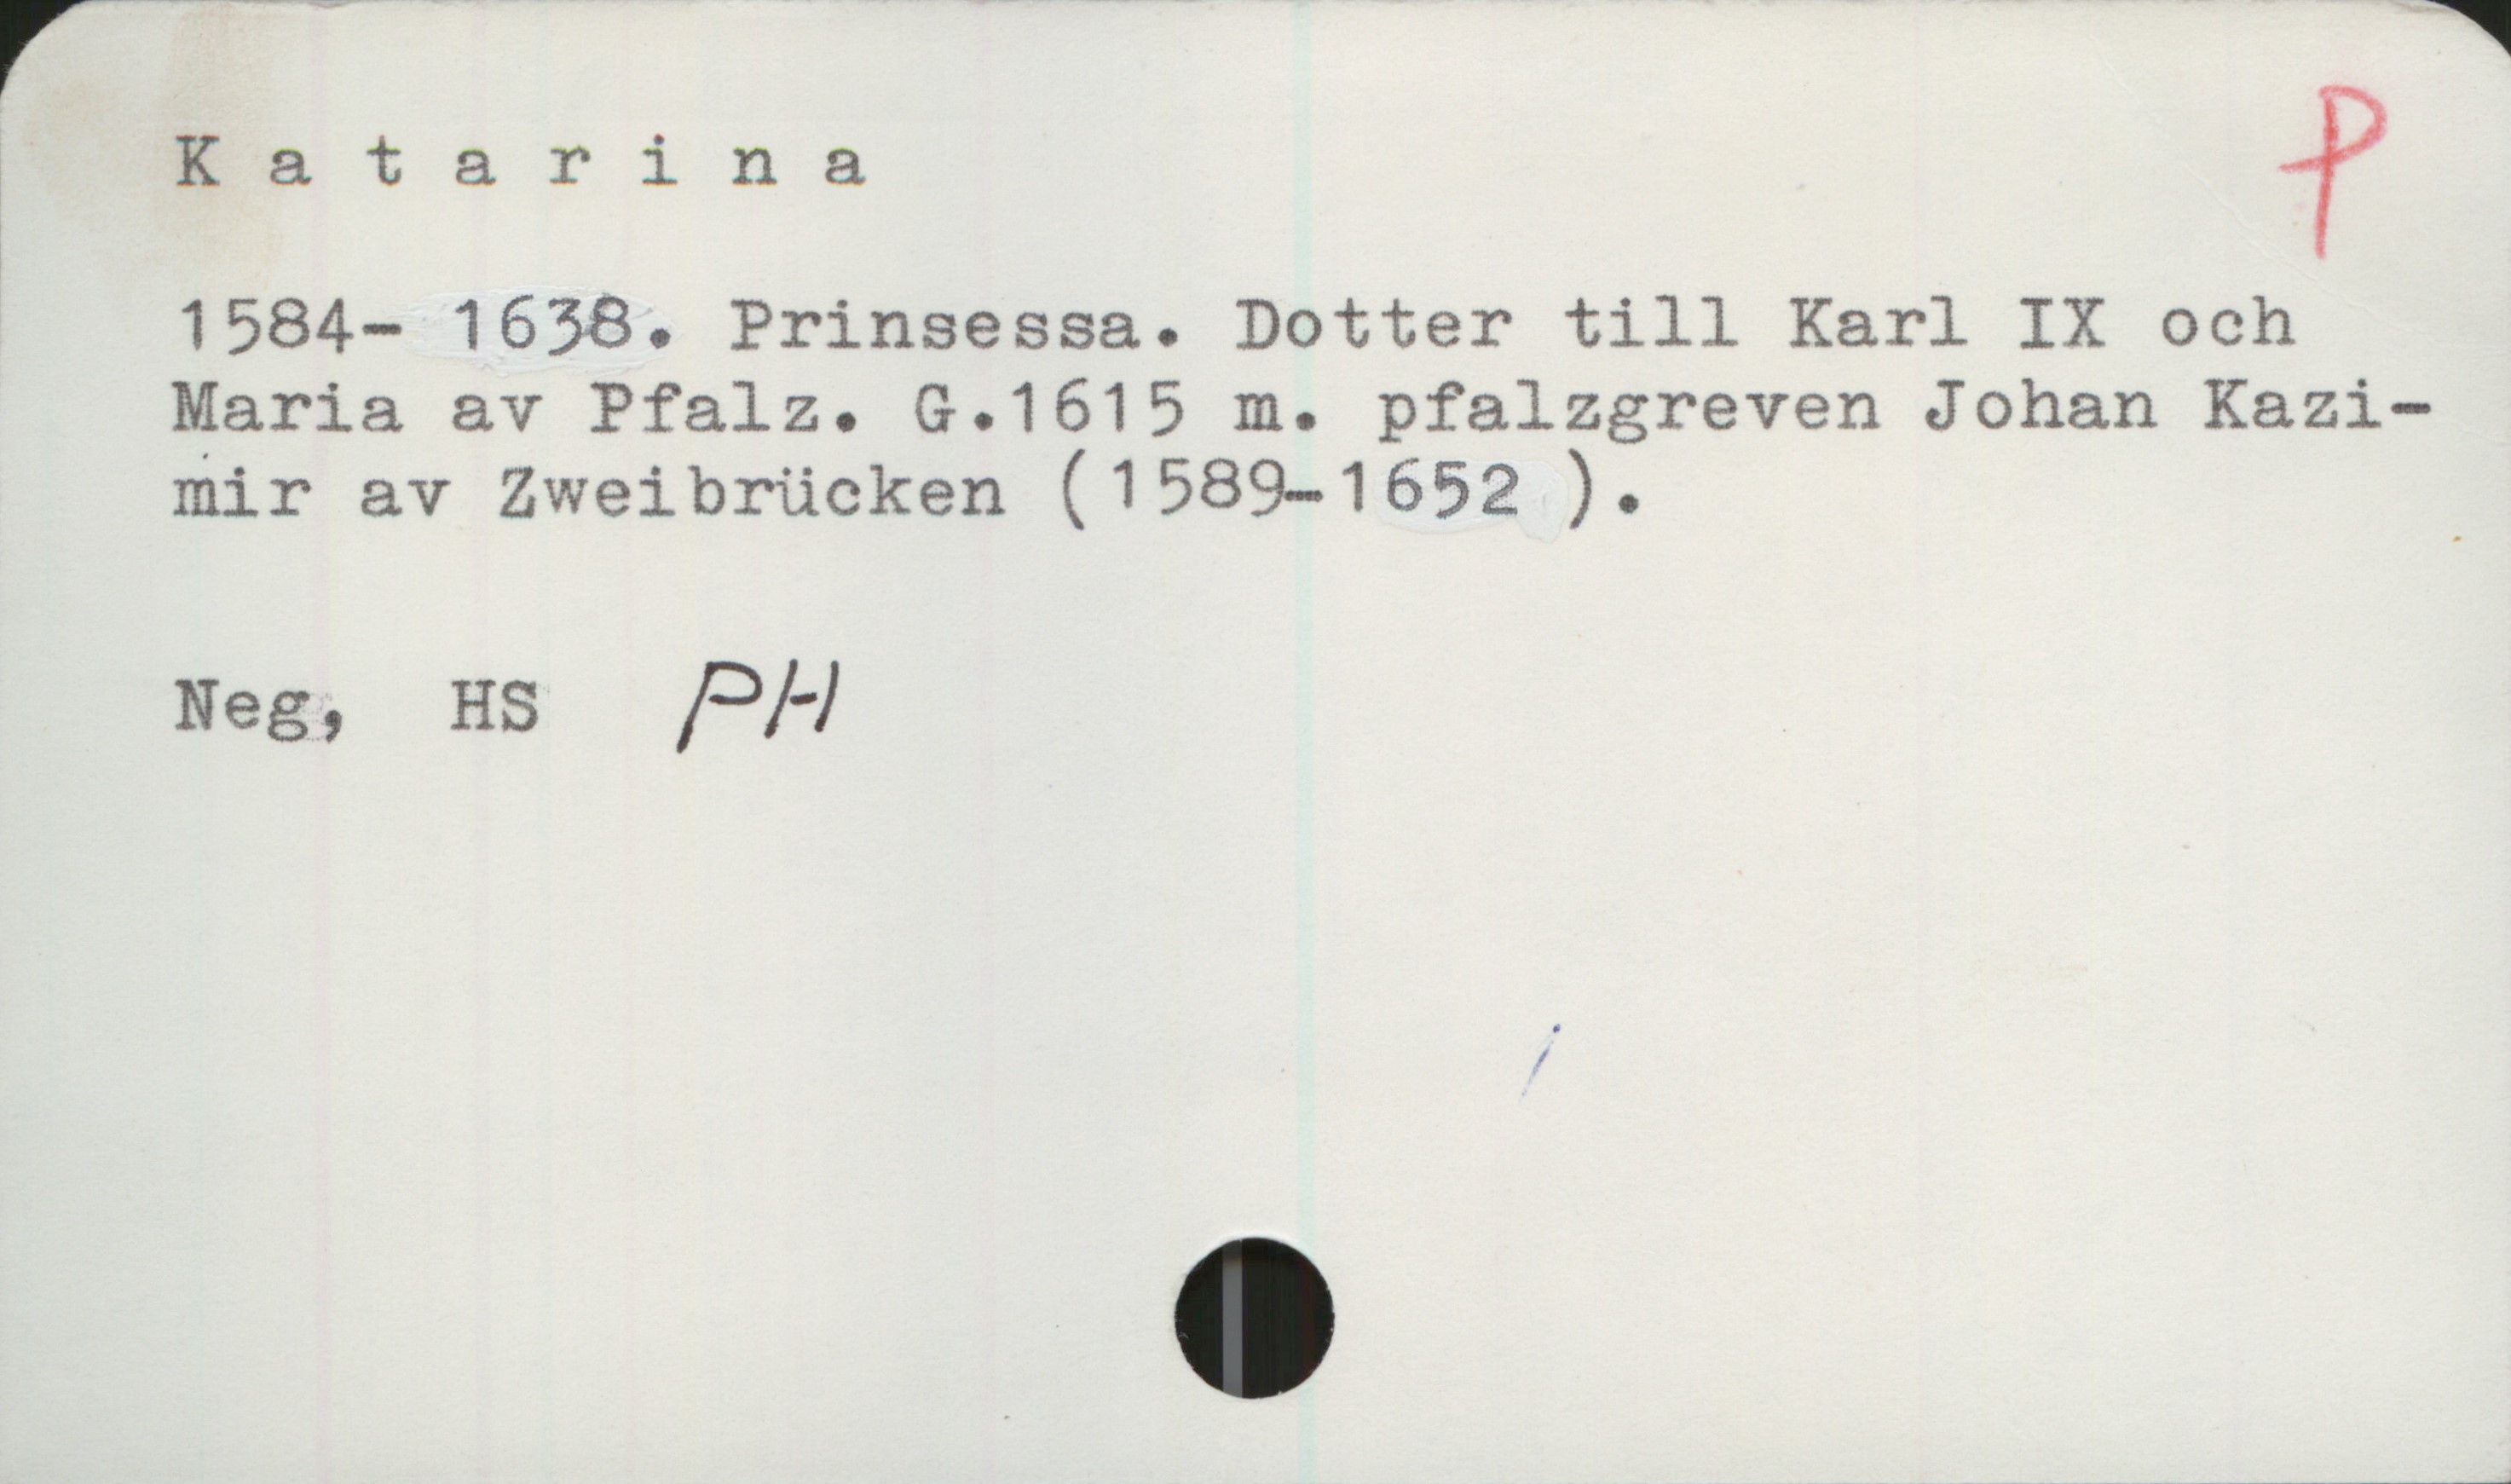 P
K a t a r i n a
1584- 1638. Prinsessa. Dotter till Karl IX och
Maria av Pfalz. G.1615 m. pfalzgreven Johan Kazi-
mir av Zweibrücken (1589-1652 ).
Neg, HS PH